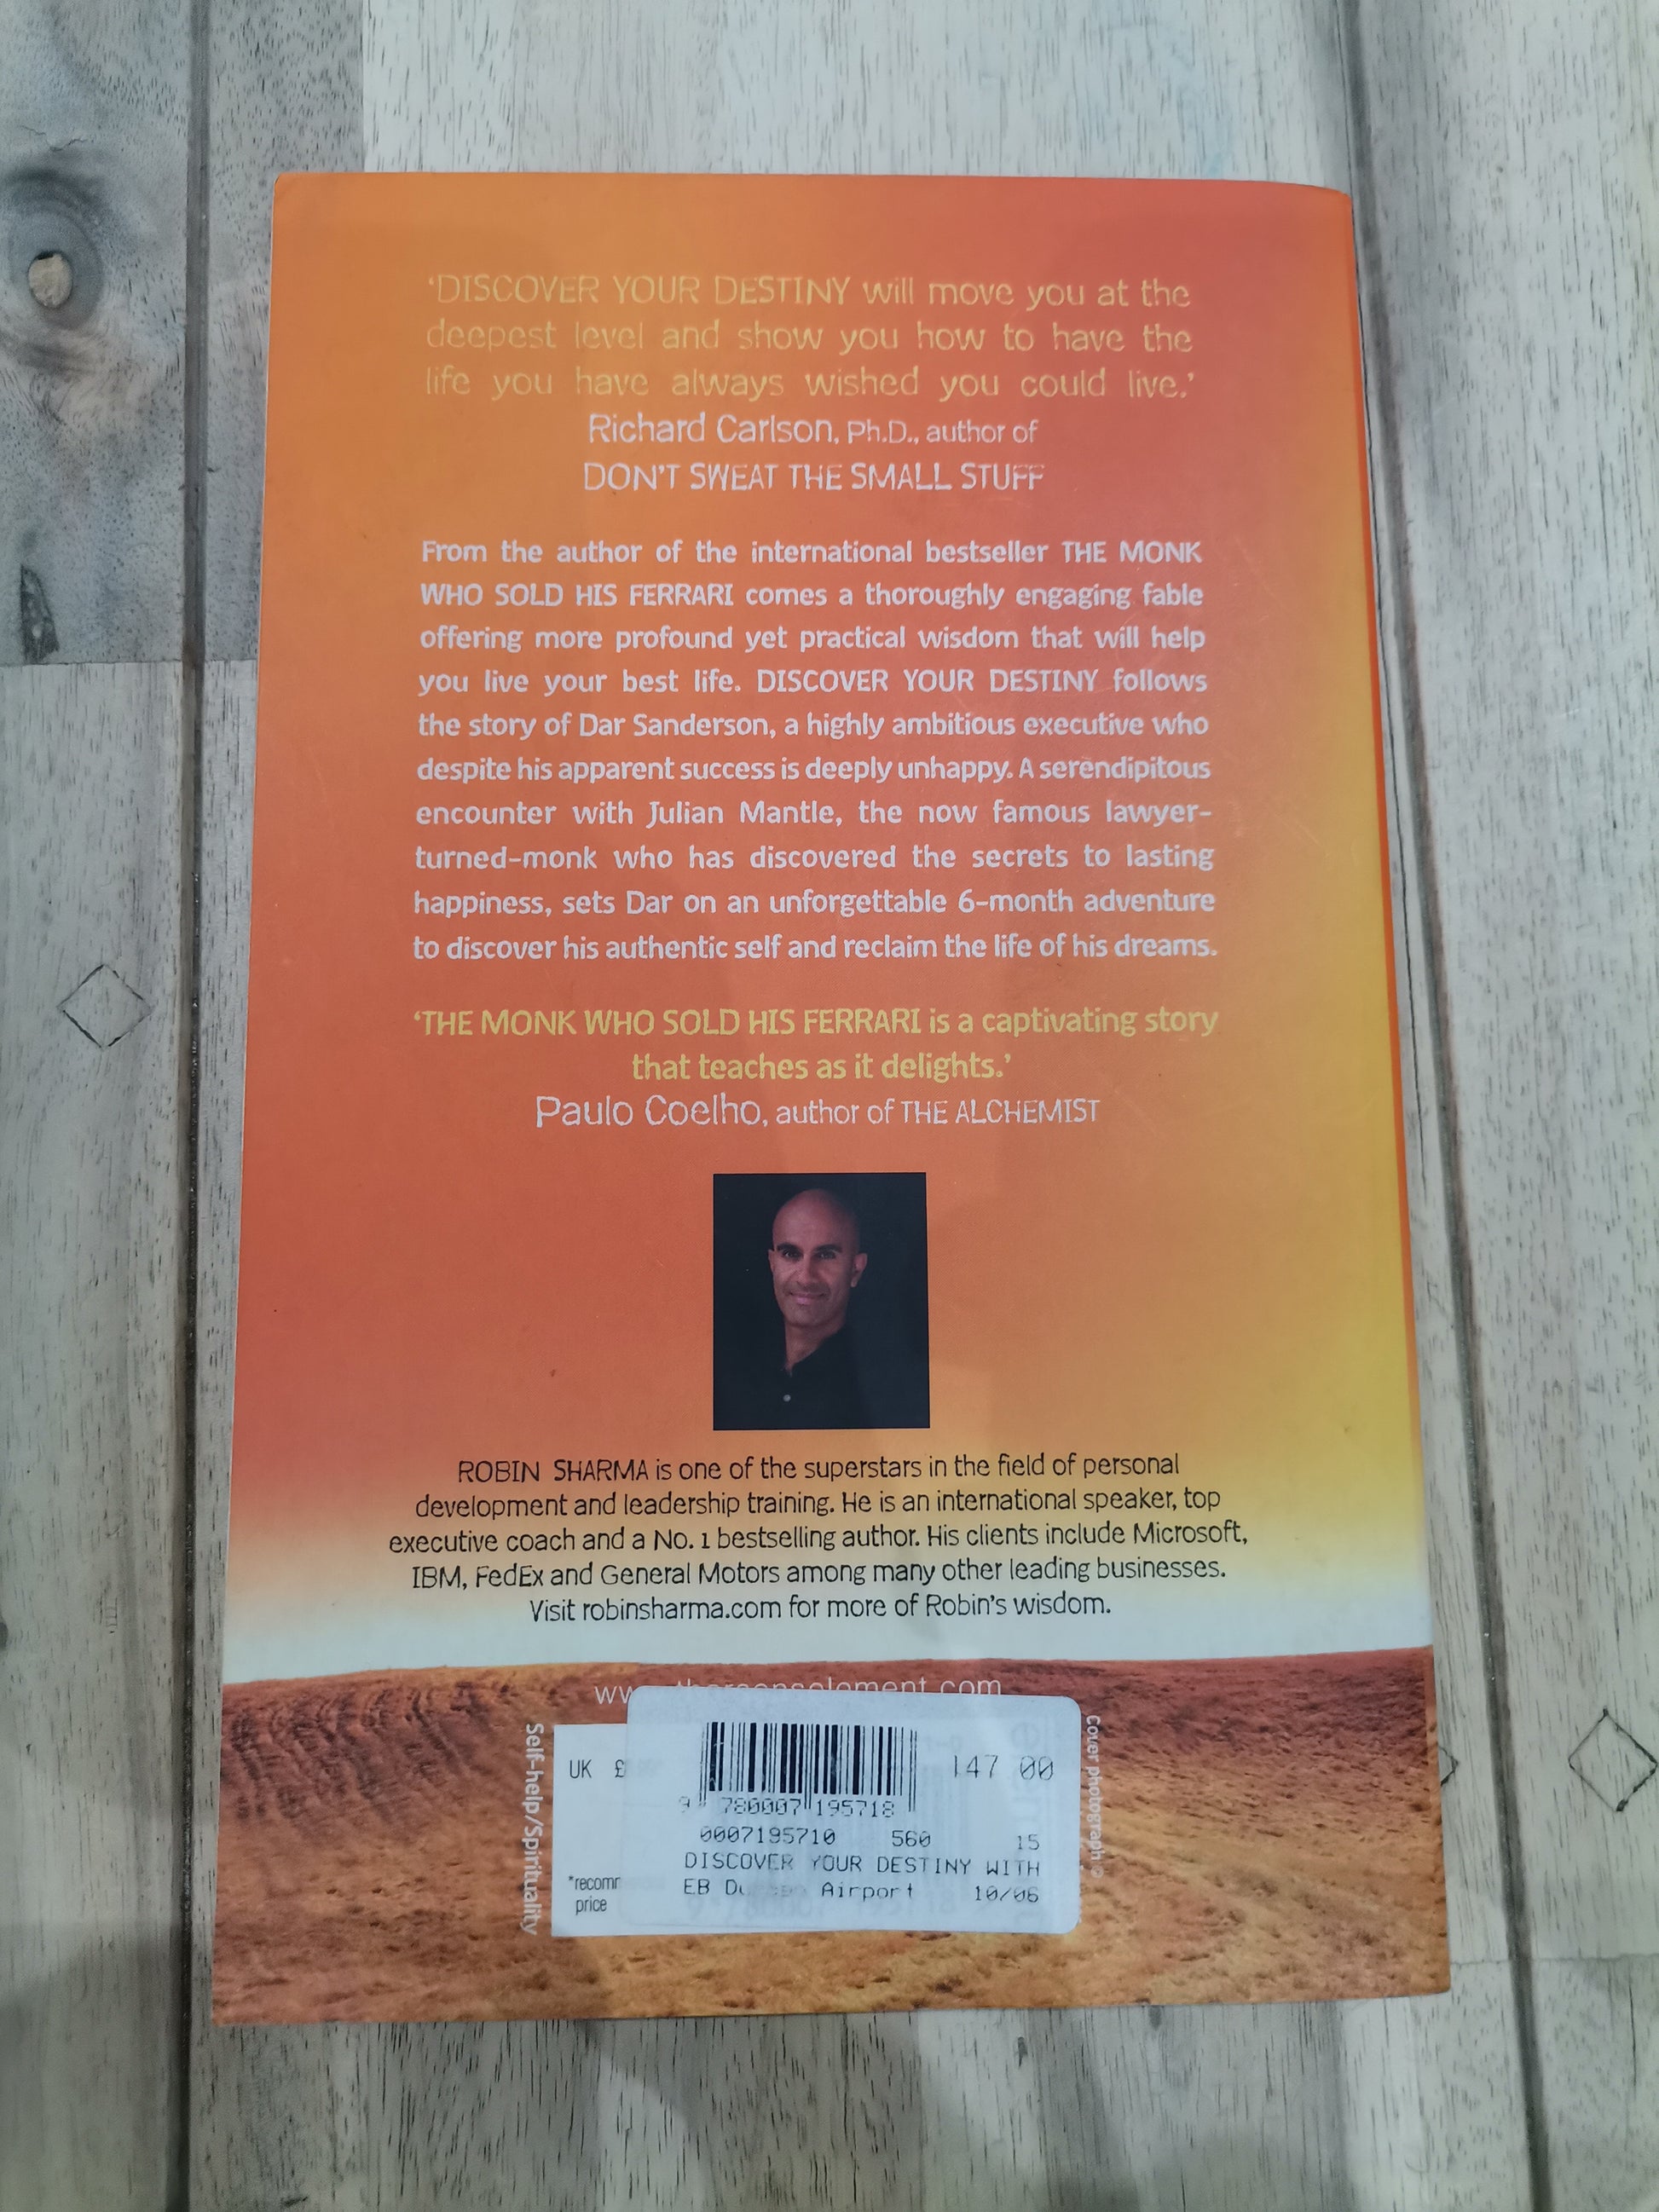 ‘DISCOVER YOUR DESTINY will move you at the
deepest level and show you how to have the
life you have always wished you could live.’
Richard Carlson, Ph.D., author of
DON’T SWEAT THE SMALL STUFF
From the author of the international bestseller THE MONK
WHO SOLD HIS FERRARI comes a thoroughly engaging fable
offering more profound yet practical wisdom that will help
you live your best life. DISCOVER YOUR DESTINY follows
the story of Dar Sanderson, a highly ambitious executive who
despite his apparent success is deeply unhappy. A serendipitous
encounter with Julian Mantle, the now famous lawyer-
turned-monk who has discovered the secrets to lasting
happiness, sets Dar on an unforgettable 6-month adventure
to discover his authentic self and reclaim the life of his dreams.
‘THE MONK WHO SOLD HIS FERRARI is a captivating story
that teaches as it delights.’
Paulo Coelho, author of THE ALCHEMIST
ROBIN SHARMA is one of the superstars in the field of personal
development and leadership training. He is an international speaker, top
executive coach and a No. 1 bestselling author. His clients include Microsoft,
IBM, FedEx and General Motors among many other leading businesses.
Visit robinsharma.com for more of Robin’s wisdom.
Self-help/Spirituality
UK £
price
147 00
9 780007 195718
0007195710 560 15
DISCOVER YOUR DESTINY WITH
EB Airport 10/06
Cover photograph ©